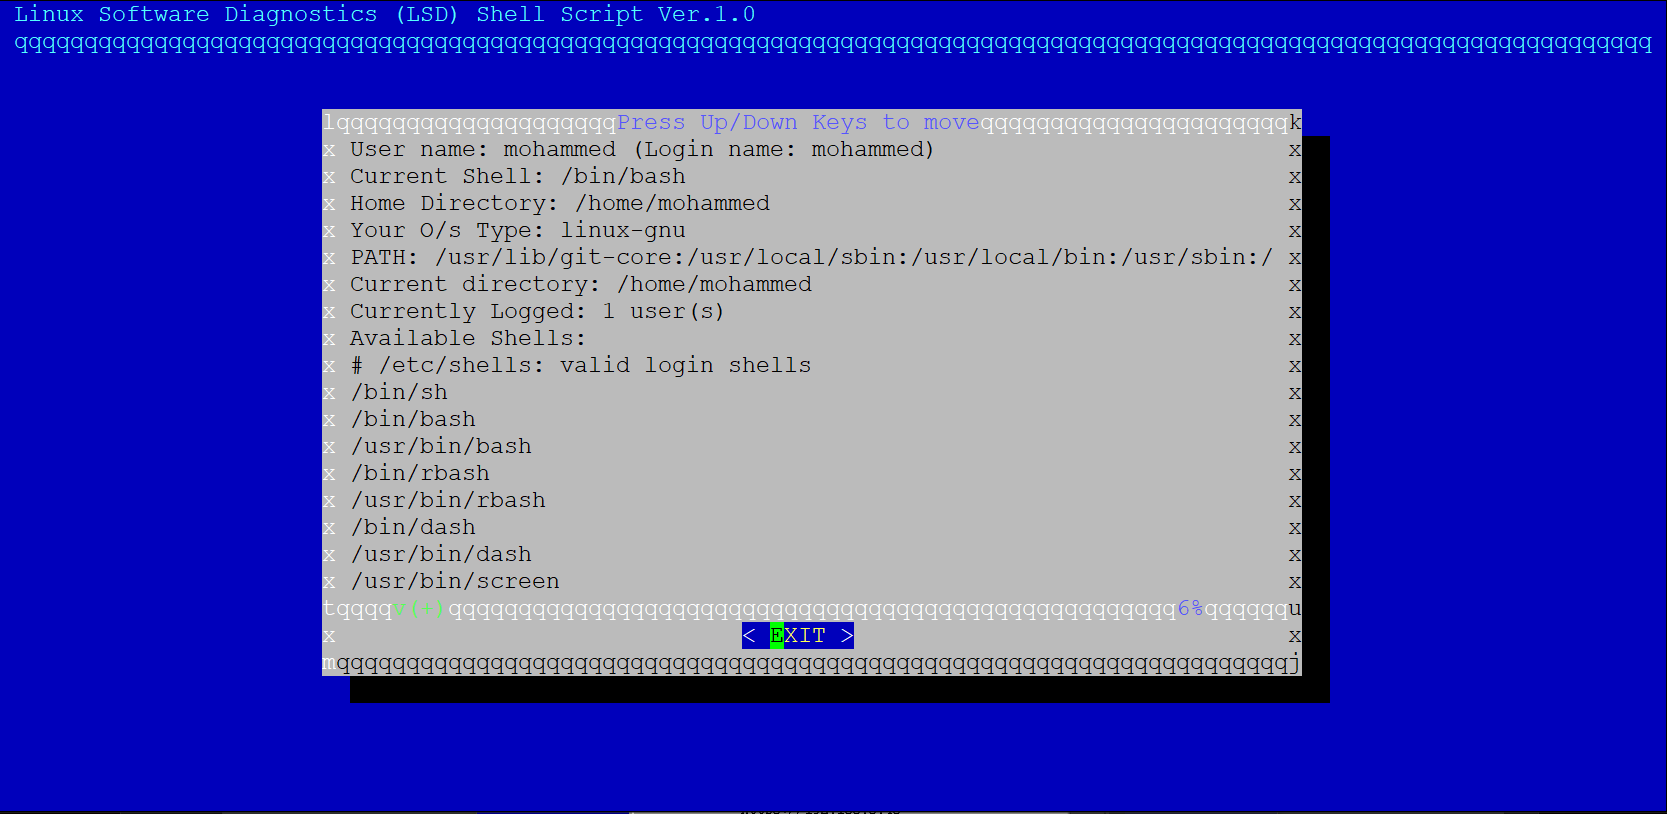 Linux Software Diagnostics (LSD) Shell Script Ver.1.0
qqqqqqqqqqqqqqqqqqqqqqqqqqqqqqqqqqqqqqqqqqqqqqqqqqqqqqqqqqqqqqqqqqqqqqqqqqqqqqqqqqqqqqqqqqqqqqqqqqqqqqqqqqqqqqqqqqqqq
lqqqqqqqqqqqqqqqqqqqqPress Up/Down Keys to moveqqqqqqqqqqqqqqqqqqqqqqk
x User name: mohammed (Login name: mohammed) x
x Current Shell: /bin/bash x
x Home Directory: /home/mohammed x
x Your O/s Type: linux-gnu x
x PATH: /usr/lib/git-core:/usr/local/sbin:/usr/local/bin:/usr/sbin:/ x
x Current directory: /home/mohammed x
x Currently Logged: 1 user(s) x
x Available Shells: x
x # /etc/shells: valid login shells x
x /bin/sh x
x /bin/bash x
x /usr/bin/bash x
x /bin/rbash x
x /usr/bin/rbash x
x /bin/dash x
x /usr/bin/dash x
x /usr/bin/screen x
tqqqqv(+)qqqqqqqqqqqqqqqqqqqqqqqqqqqqqqqqqqqqqqqqqqqqqqqqqqqq6%qqqqqqu
x < EXIT > x
mqqqqqqqqqqqqqqqqqqqqqqqqqqqqqqqqqqqqqqqqqqqqqqqqqqqqqqqqqqqqqqqqqqqqj